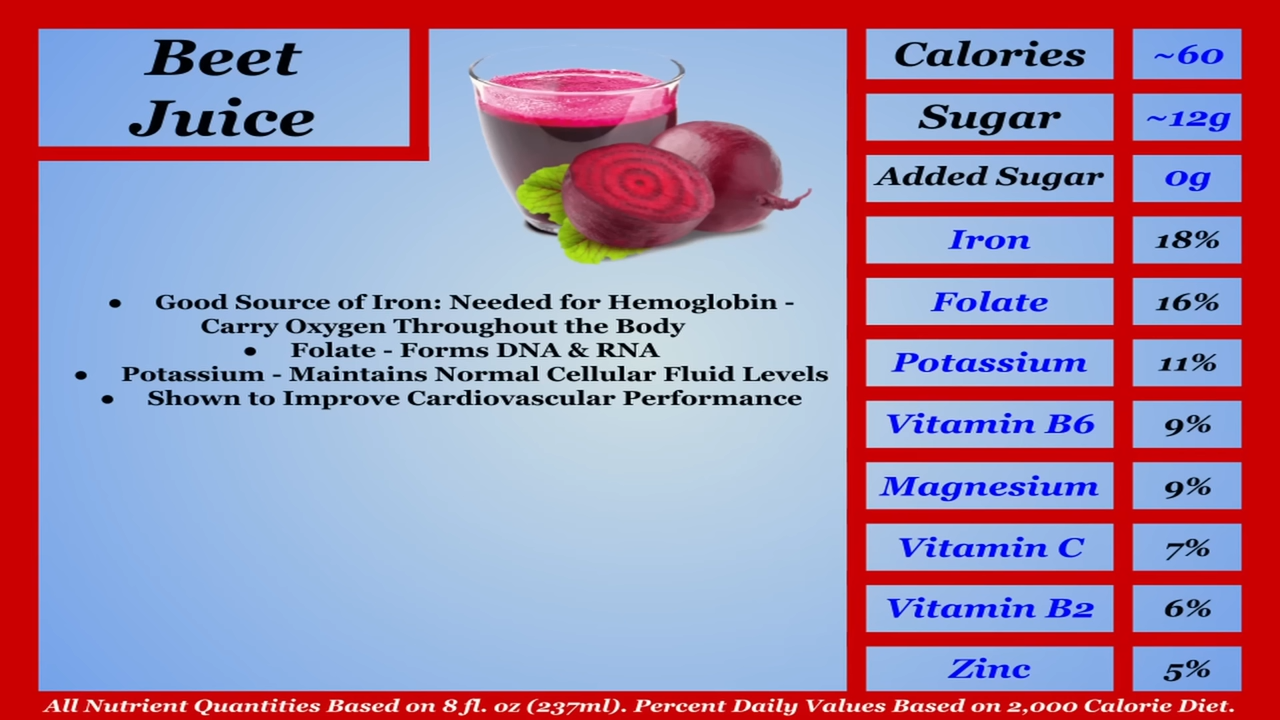 Beet
Juice
● Good Source of Iron: Needed for Hemoglobin -
Carry Oxygen Throughout the Body
● Folate - Forms DNA & RNA
● Potassium - Maintains Normal Cellular Fluid Levels
● Shown to Improve Cardiovascular Performance
Calories ~60
Sugar ~12g
Added Sugar 0g
Iron 18%
Folate 16%
Potassium 11%
Vitamin B6 9%
Magnesium 9%
Vitamin C 7%
Vitamin B2 6%
Zinc 5%
All Nutrient Quantities Based on 8 fl. oz (237ml). Percent Daily Values Based on 2,000 Calorie Diet.